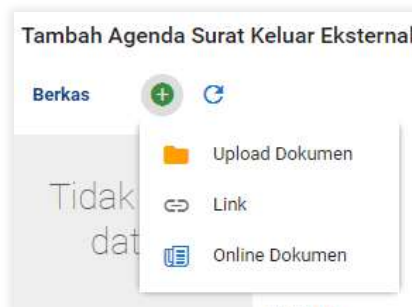 Tambah Agenda Surat Keluar Eksternal
Berkas
Upload Dokumen
Tidak
Link
dat
Online Dokumen